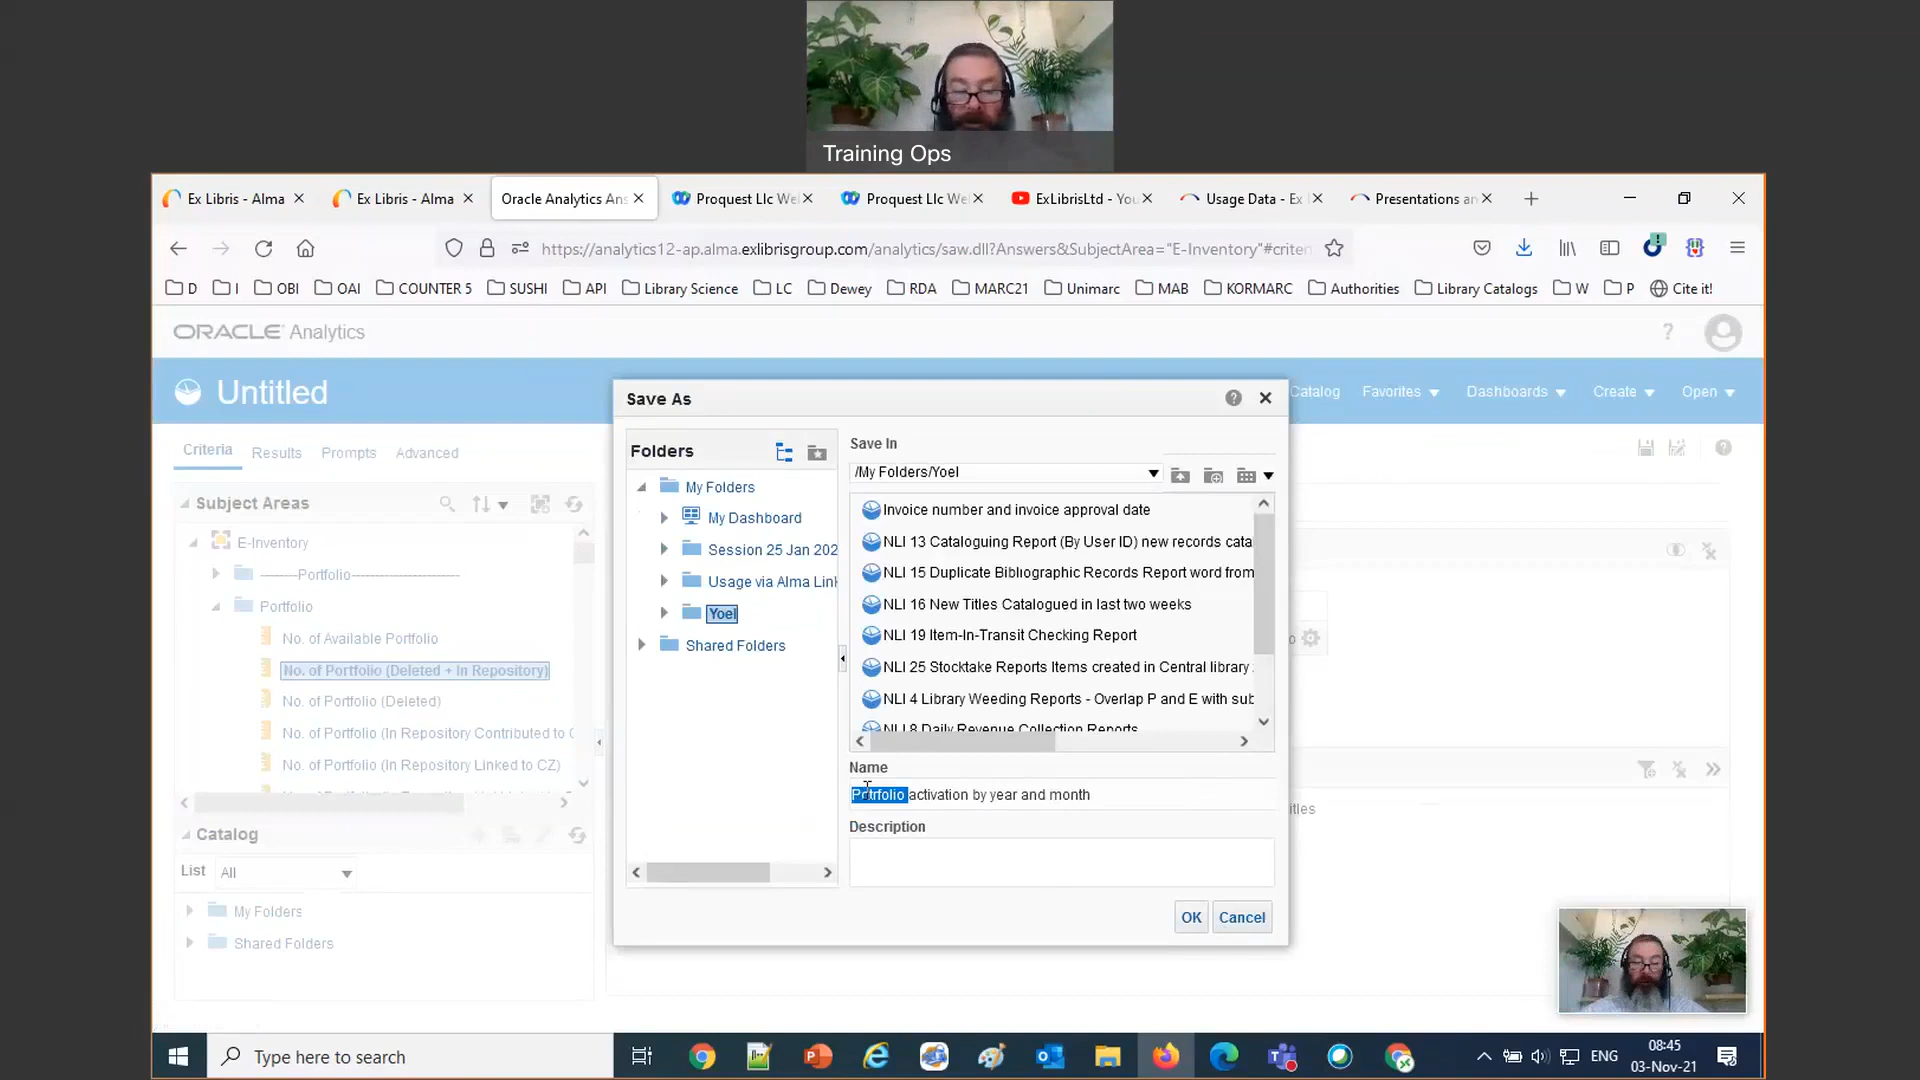 Training Ops
Ex Libris - Alma
Ex Libris - Alma
Oracle Analytics Ans
Proquest Llc We
Proquest Llc We
ExLibrisLtd - You
Usage Data - Ex
Presentations an
https://analytics12-ap.alma.exlibrisgroup.com/analytics/saw.dll?Answers&SubjectArea="E-Inventory"#criter
D
I
OBI
OAI
COUNTER 5
SUSHI
API
Library Science
LC
Dewey
RDA
MARC21
Unimarc
MAB
KORMARC
Authorities
Library Catalogs
W
P
Cite it!
ORACLE Analytics
Untitled
Catalog
Favorites
Dashboards
Create
Open
Criteria
Results
Prompts
Advanced
Subject Areas
E-Inventory
--------Portfolio------------------------
Portfolio
No. of Available Portfolio
No. of Portfolio (Deleted + In Repository)
No. of Portfolio (Deleted)
No. of Portfolio (In Repository Contributed to C
No. of Portfolio (In Repository Linked to CZ)
Catalog
List
All
My Folders
Shared Folders
Save As
Folders
My Folders
My Dashboard
Session 25 Jan 202
Usage via Alma Link
Yoel
Shared Folders
Save In
/My Folders/Yoel
Invoice number and invoice approval date
NLI 13 Cataloguing Report (By User ID) new records cata
NLI 15 Duplicate Bibliographic Records Report word from
NLI 16 New Titles Catalogued in last two weeks
NLI 19 Item-In-Transit Checking Report
NLI 25 Stocktake Reports Items created in Central library
NLI 4 Library Weeding Reports - Overlap P and E with sub
NLI 8 Daily Revenue Collection Reports
Name
Portfolio activation by year and month
Description
OK
Cancel
o
itles
Type here to search
ENG
08:45
03-Nov-21